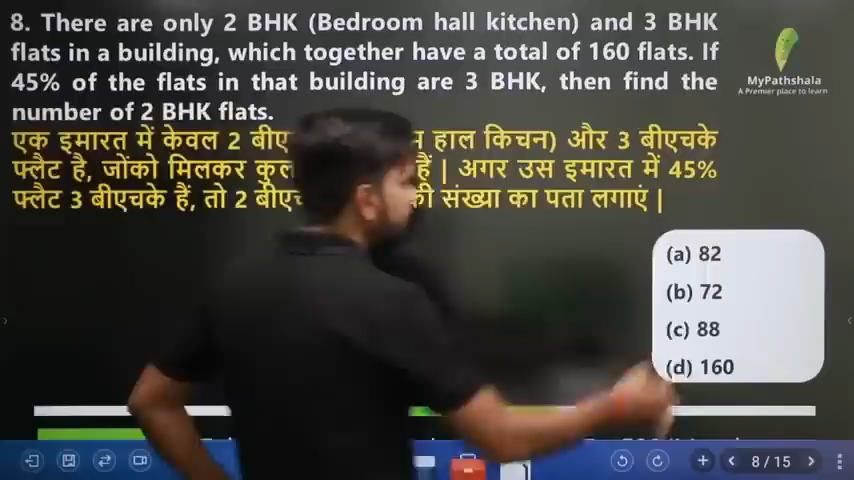 8. There are only 2 BHK (Bedroom hall kitchen) and 3 BHK
flats in a building, which together have a total of 160 flats. If
45% of the flats in that building are 3 BHK, then find the
number of 2 BHK flats.
MyPathshala
A Premier place to learn
एक इमारत में केवल 2 हाल किचन) और 3 बीएचके
फ्लैट है, जोंको मिलकर कुल हैं | अगर उस इमारत में 45%
फ्लैट 3 बीएचके हैं, तो 2 की संख्या का पता लगाएं |
(a) 82
(b) 72
(c) 88
(d) 160
8 / 15